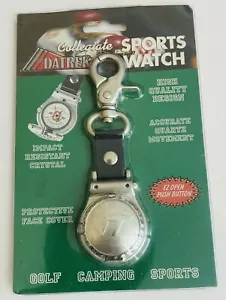 Collegiate SPORTS
DATREK WATCH
HIGH
QUALITY
DESIGN
ACCURATE
QUARTZ
MOVEMENT
IMPACT
RESISTANT
CRYSTAL
EZ OPEN
PUSH BUTTON
PROTECTIVE
FACE COVER
GOLF CAMPING SPORTS